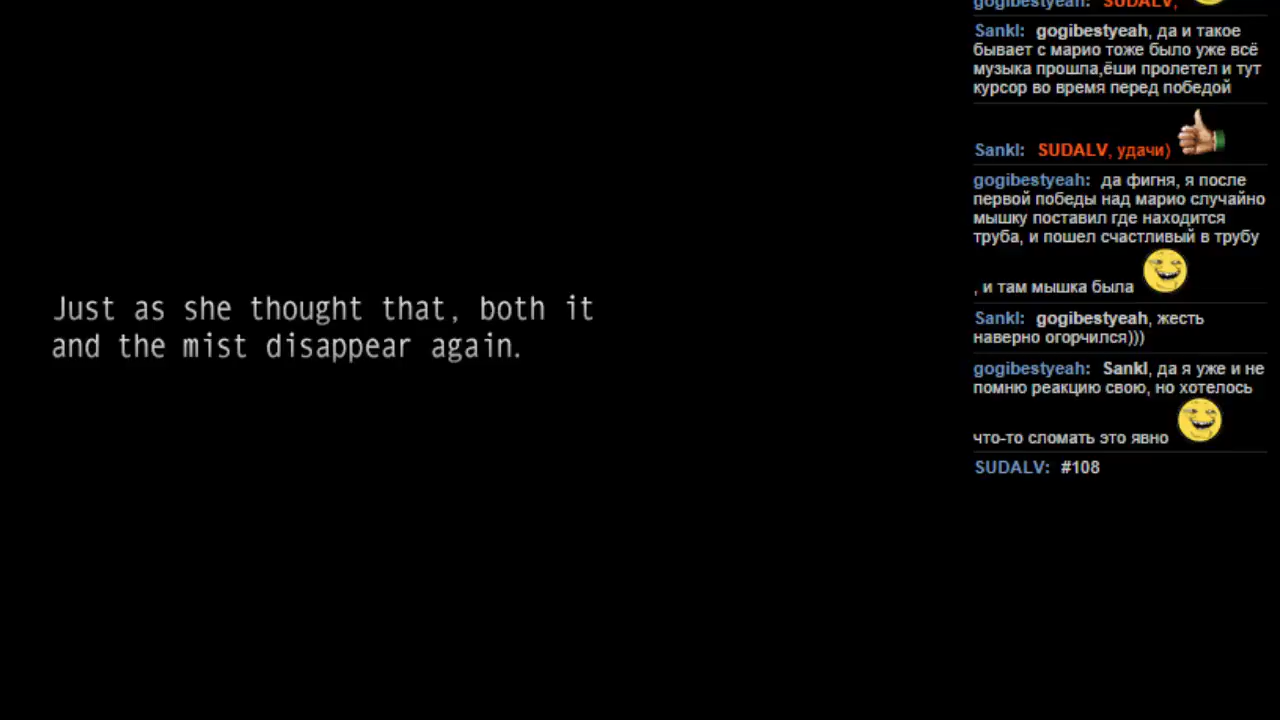 Just as she thought that, both it
and the mist disappear again.
gogibestyeah: SUDALV,
Sankl: gogibestyeah, да и такое
бывает с марио тоже было уже всё
музыка прошла,ёши пролетел и тут
курсор во время перед победой
Sankl: SUDALV, удачи)
gogibestyeah: да фигня, я после
первой победы над марио случайно
мышку поставил где находится
труба, и пошел счастливый в трубу
, и там мышка была
Sankl: gogibestyeah, жесть
наверно огорчился)))
gogibestyeah: Sankl, да я уже и не
помню реакцию свою, но хотелось
что-то сломать это явно
SUDALV: #108